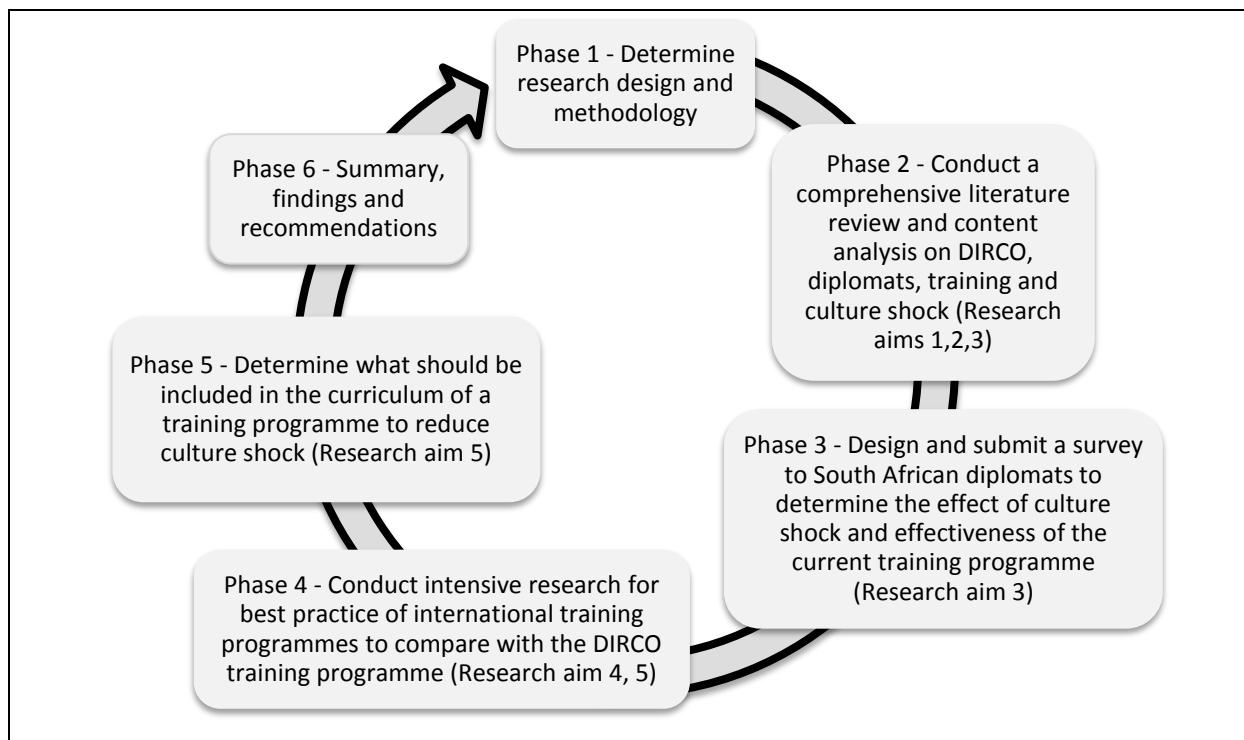 Phase 1 - Determine
research design and
methodology
Phase 2 - Conduct a
comprehensive literature
review and content
analysis on DIRCO,
diplomats, training and
culture shock (Research
aims 1,2,3)
Phase 3 - Design and submit a survey
to South African diplomats to
determine the effect of culture
shock and effectiveness of the
current training programme
(Research aim 3)
Phase 4 - Conduct intensive research for
best practice of international training
programmes to compare with the DIRCO
training programme (Research aim 4, 5)
Phase 5 - Determine what should be
included in the curriculum of a
training programme to reduce
culture shock (Research aim 5)
Phase 6 - Summary,
findings and
recommendations